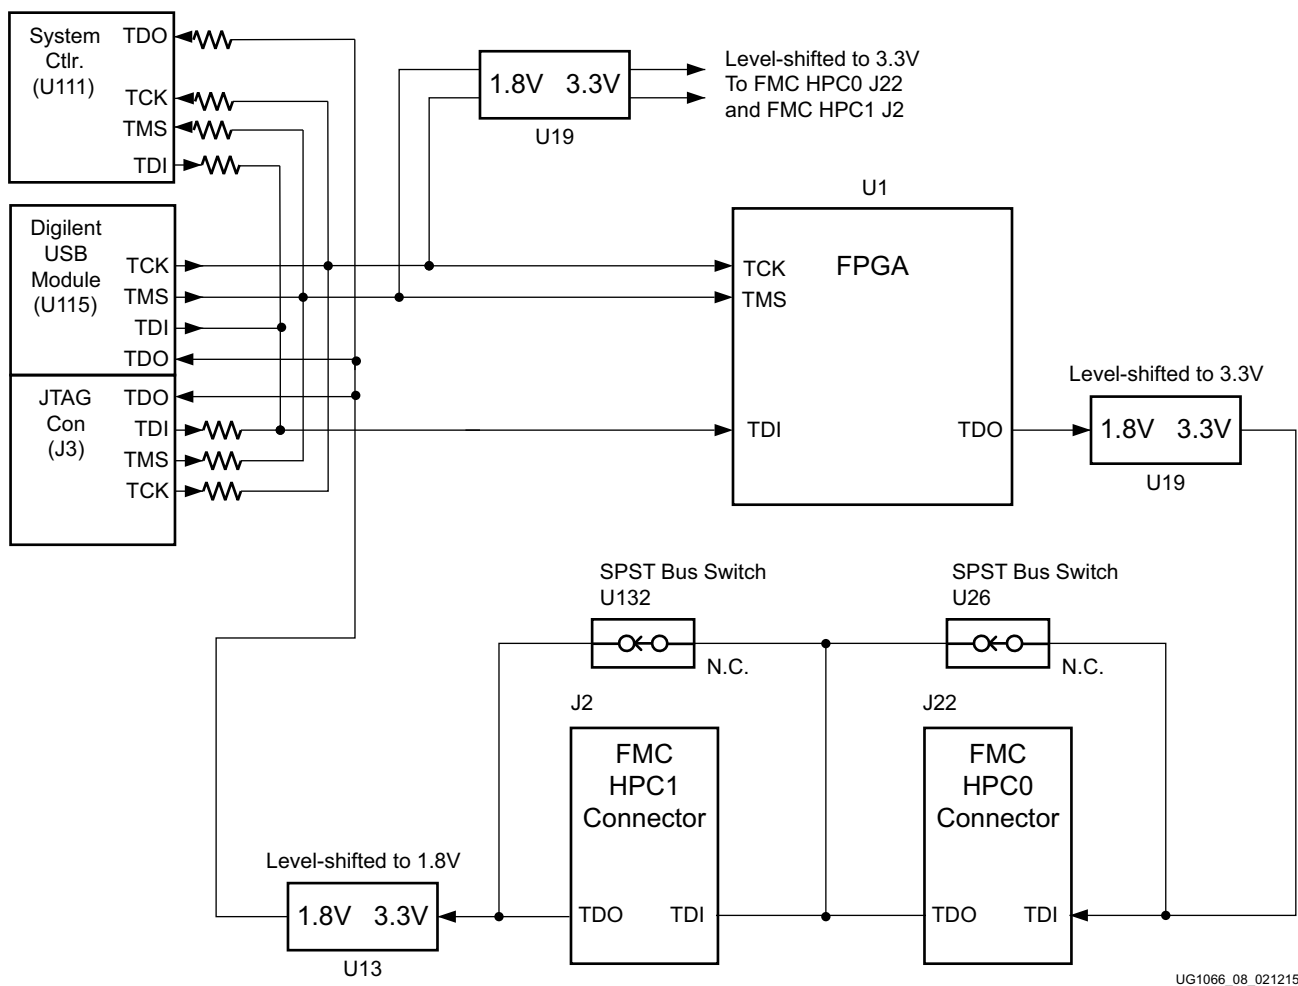 System
Ctlr.
(U111)
TDO
TCK
TMS
TDI
1.8V 3.3V
U19
Level-shifted to 3.3V
To FMC HPC0 J22
and FMC HPC1 J2
Digilent
USB
Module
(U115)
TCK
TMS
TDI
TDO
JTAG
Con
(J3)
TDO
TDI
TMS
TCK
U1
FPGA
TCK
TMS
TDI
TDO
Level-shifted to 3.3V
1.8V 3.3V
U19
SPST Bus Switch
U132
N.C.
SPST Bus Switch
U26
N.C.
J2
FMC
HPC1
Connector
TDO TDI
J22
FMC
HPC0
Connector
TDO TDI
Level-shifted to 1.8V
1.8V 3.3V
U13
UG1066_08_021215